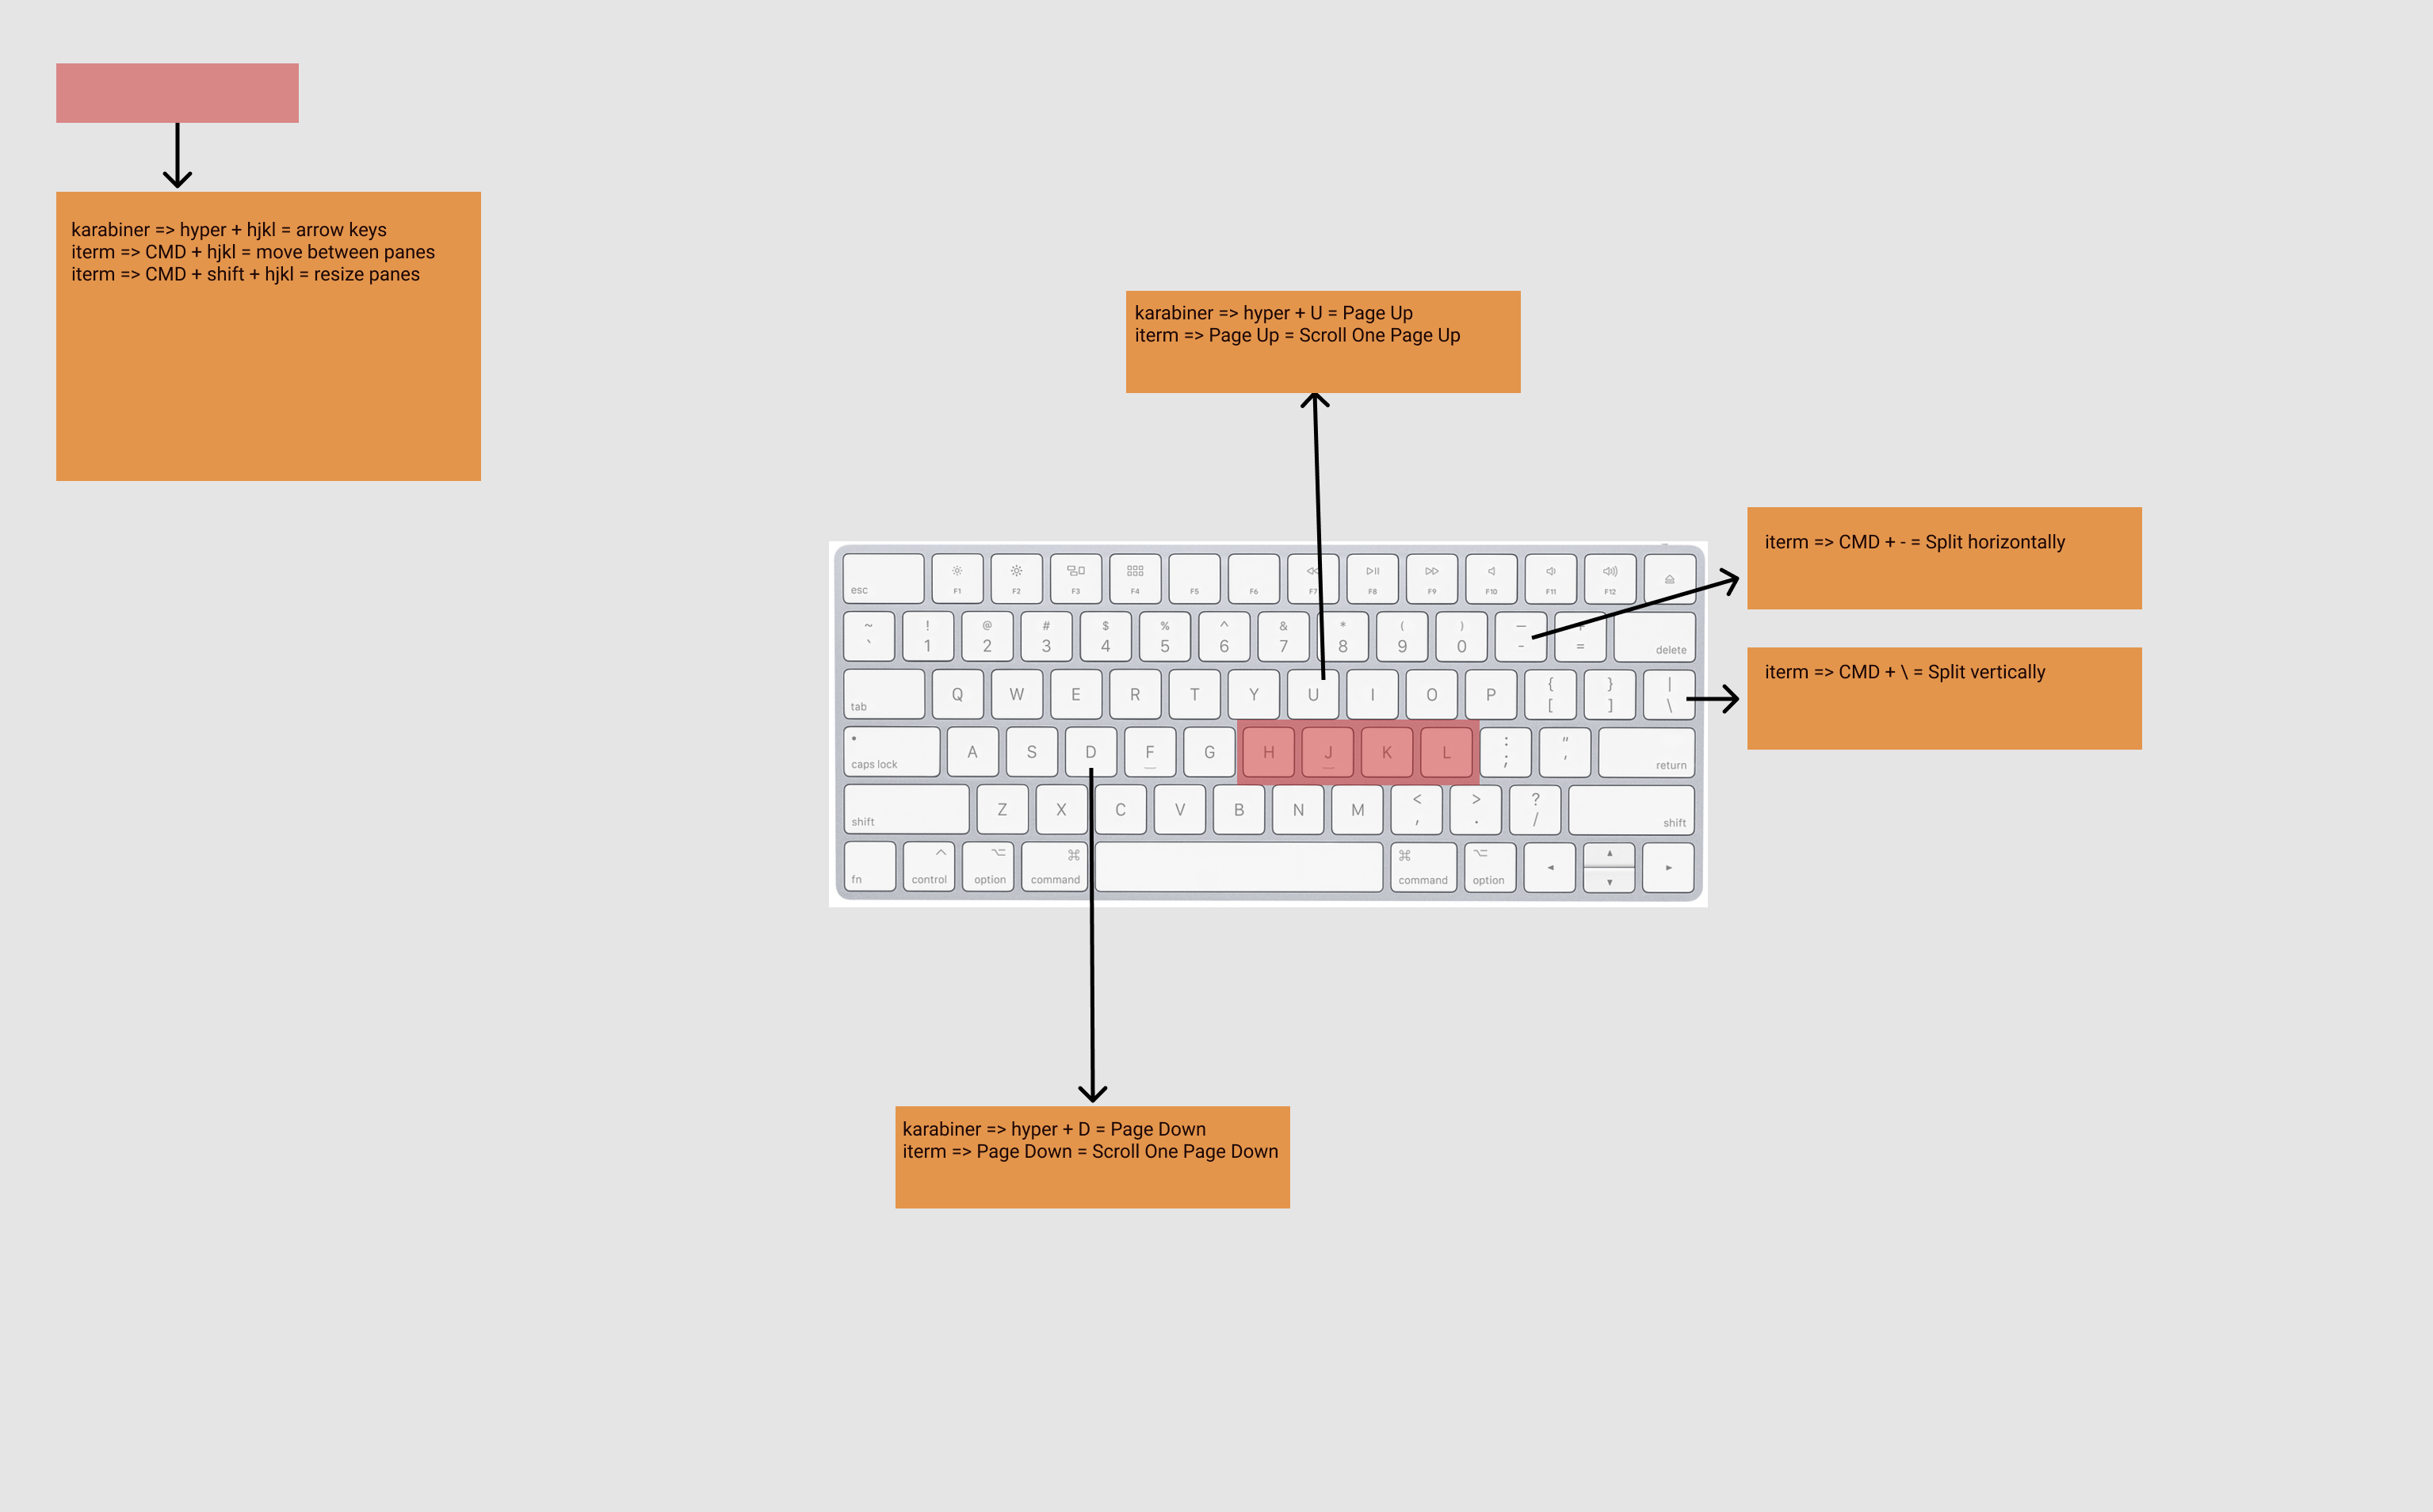 karabiner => hyper + hjkl = arrow keys
iterm => CMD + hjkl = move between panes
iterm => CMD + shift + hjkl = resize panes
karabiner => hyper + U = Page Up
iterm => Page Up = Scroll One Page Up
iterm => CMD + - = Split horizontally
iterm => CMD + \ = Split vertically
esc F1 F2 F3 F4 F5 F6 F7 F8 F9 F10 F11 F12
~ ! @ # $ % ^ & * ( ) — +
` 1 2 3 4 5 6 7 8 9 0 - = delete
{ } |
tab Q W E R T Y U I O P [ ] \
caps lock A S D F G H J K L : ; " ' return
< > ?
shift Z X C V B N M , . / shift
fn control option command command option
karabiner => hyper + D = Page Down
iterm => Page Down = Scroll One Page Down